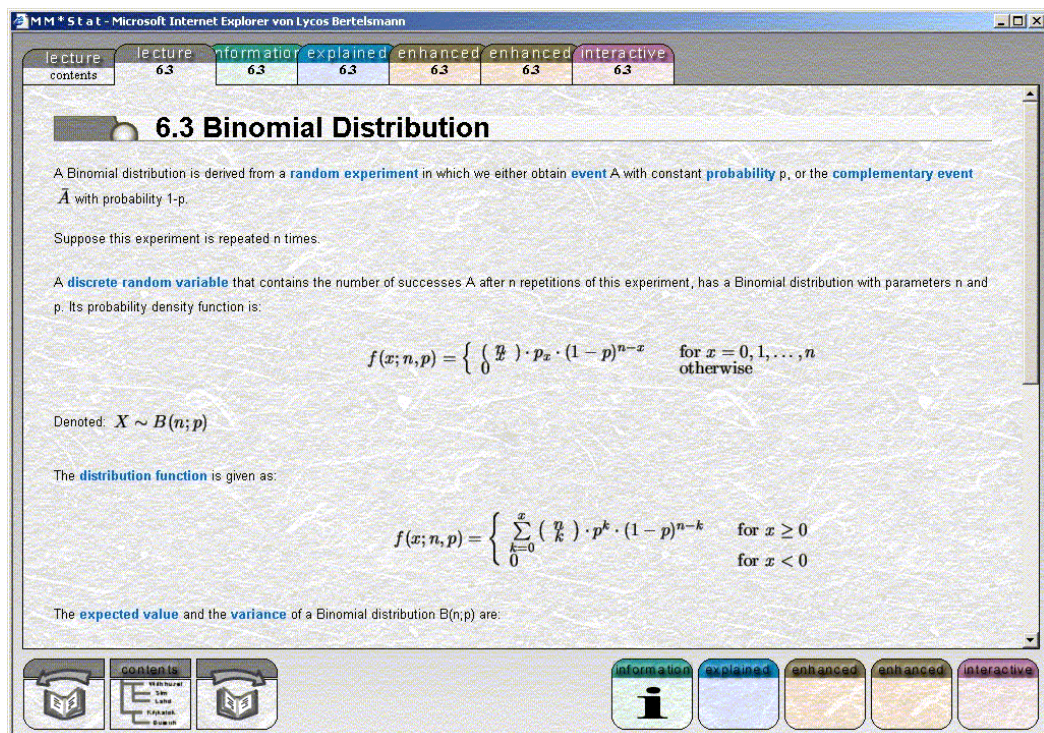 MM*Stat - Microsoft Internet Explorer von Lycos Bertelsmann
lecture contents
lecture 6.3
nformation 6.3
explained 6.3
enhanced 6.3
enhanced 6.3
interactive 6.3
6.3 Binomial Distribution
A Binomial distribution is derived from a random experiment in which we either obtain event A with constant probability p, or the complementary event
Ā with probability 1-p.
Suppose this experiment is repeated n times.
A discrete random variable that contains the number of successes A after n repetitions of this experiment, has a Binomial distribution with parameters n and
p. Its probability density function is:
f(x; n, p) = { (n x) · p_x · (1 − p)^{n−x} for x = 0, 1, . . . , n
0 otherwise
Denoted: X ∼ B(n; p)
The distribution function is given as:
f(x; n, p) = { ∑_{k=0}^{x} (n k) · p^k · (1 − p)^{n−k} for x ≥ 0
0 for x < 0
The expected value and the variance of a Binomial distribution B(n;p) are:
contents
information
i
explained
enhanced
enhanced
interactive